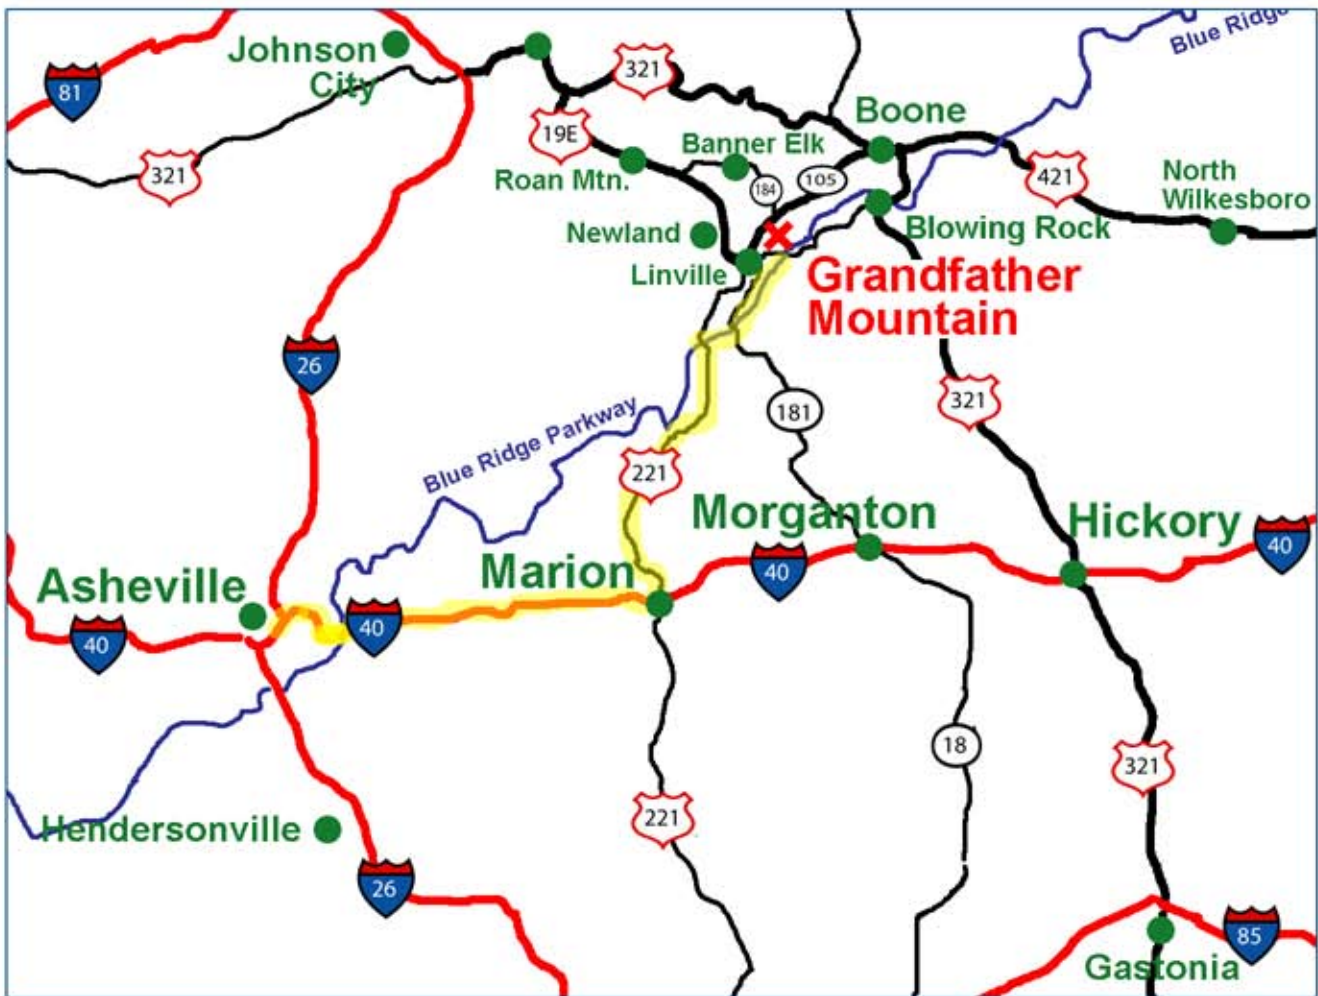 Blue Ridge
Johnson
City
81
321
Boone
19E
Banner Elk
321
Roan Mtn.
184
105
421
North
Wilkesboro
Newland
Blowing Rock
Linville
Grandfather
Mountain
26
181
321
Blue Ridge Parkway
221
Morganton
Hickory
40
Marion
40
Asheville
40
40
18
321
221
Hendersonville
26
85
Gastonia